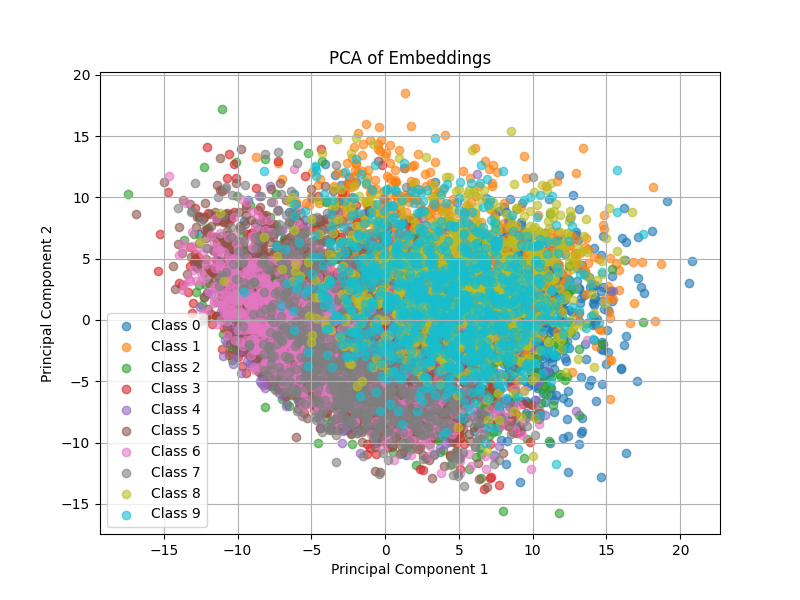 PCA of Embeddings
Principal Component 2
20
15
10
5
0
−5
−10
−15
Class 0
Class 1
Class 2
Class 3
Class 4
Class 5
Class 6
Class 7
Class 8
Class 9
−15 −10 −5 0 5 10 15 20
Principal Component 1